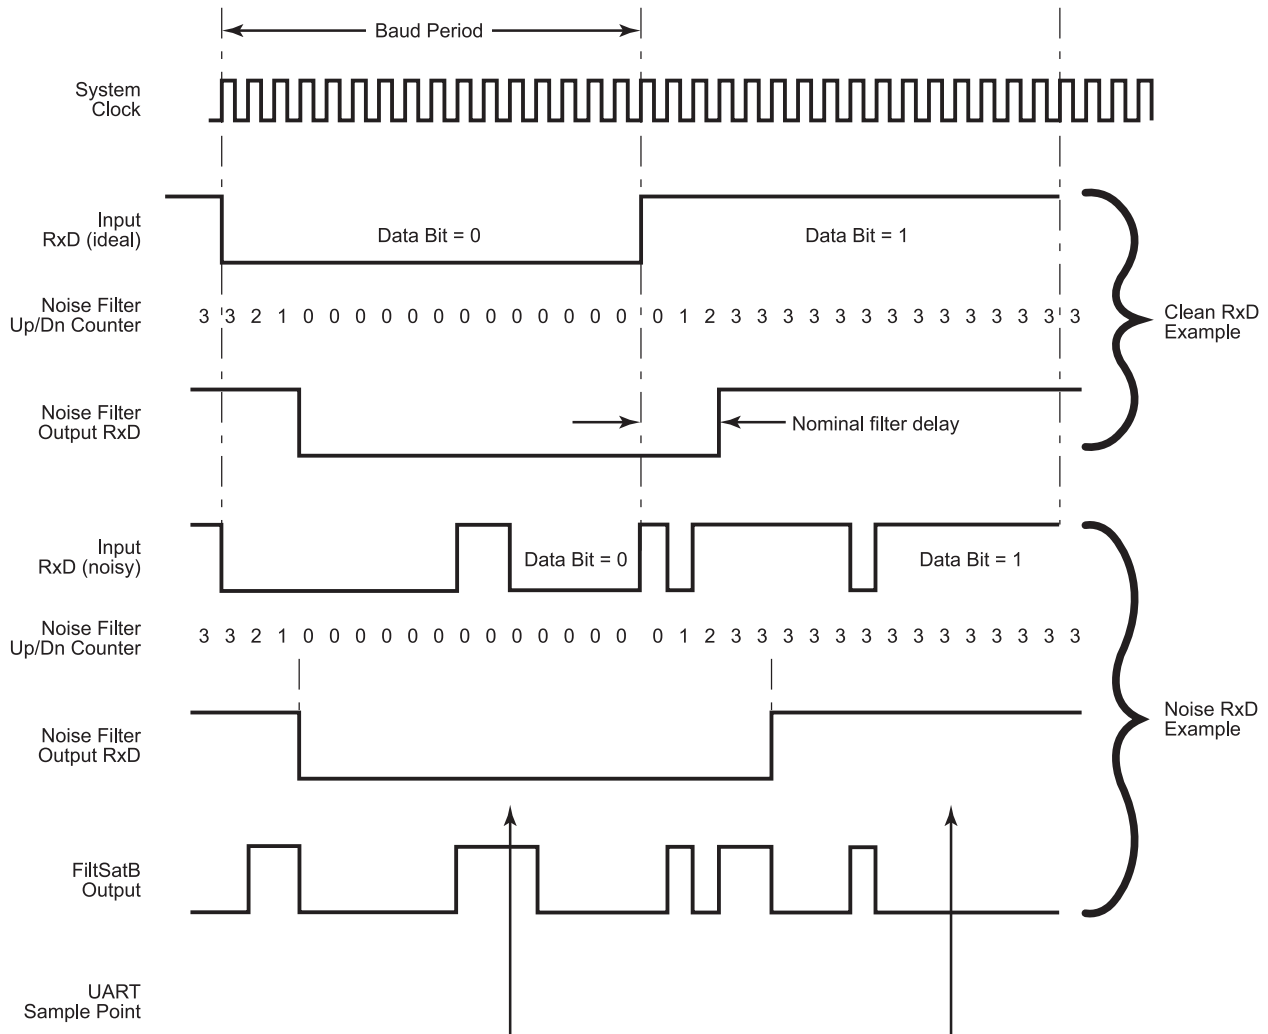 Baud Period
System
Clock
Input
RxD (ideal)
Data Bit = 0
Data Bit = 1
Noise Filter
Up/Dn Counter
3 3 2 1 0 0 0 0 0 0 0 0 0 0 0 0 0 0 1 2 3 3 3 3 3 3 3 3 3 3 3 3 3 3
Clean RxD
Example
Noise Filter
Output RxD
Nominal filter delay
Input
RxD (noisy)
Data Bit = 0
Data Bit = 1
Noise Filter
Up/Dn Counter
3 3 2 1 0 0 0 0 0 0 0 0 0 0 0 0 0 0 1 2 3 3 3 3 3 3 3 3 3 3 3 3 3 3
Noise Filter
Output RxD
Noise RxD
Example
FiltSatB
Output
UART
Sample Point